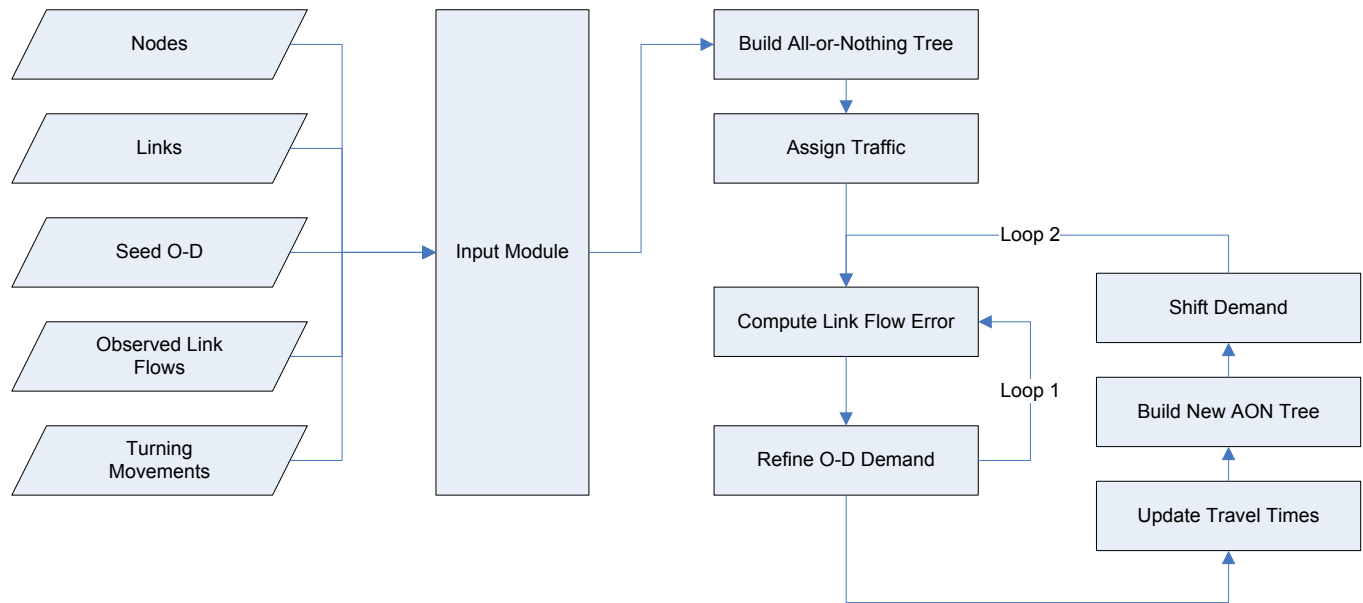 Nodes
Links
Seed O-D
Observed Link
Flows
Turning
Movements
Input Module
Build All-or-Nothing Tree
Assign Traffic
Compute Link Flow Error
Refine O-D Demand
Loop 1
Loop 2
Shift Demand
Build New AON Tree
Update Travel Times